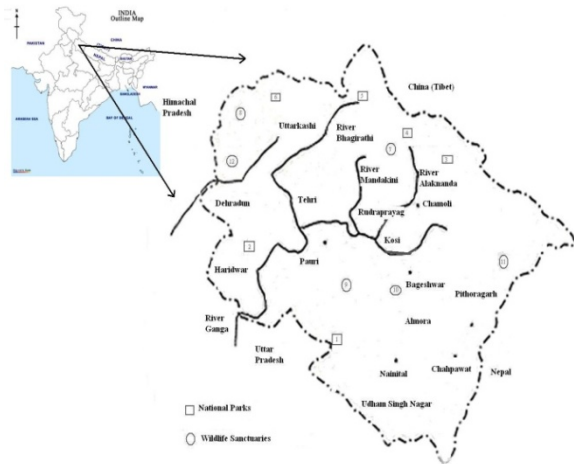 INDIA
Outline Map
PAKISTAN
CHINA
NEPAL
ARABIAN SEA
BAY OF BENGAL
China (Tibet)
Himachal
Pradesh
Uttarkashi
River
Bhagirathi
River
Mandakini
River
Alaknanda
Dehradun
Tehri
Rudraprayag
Chamoli
Kosi
Haridwar
Pauri
Bageshwar
Pithoragarh
River
Ganga
Almora
Uttar
Pradesh
Nainital
Chahpawat
Nepal
Udham Singh Nagar
National Parks
Wildlife Sanctuaries